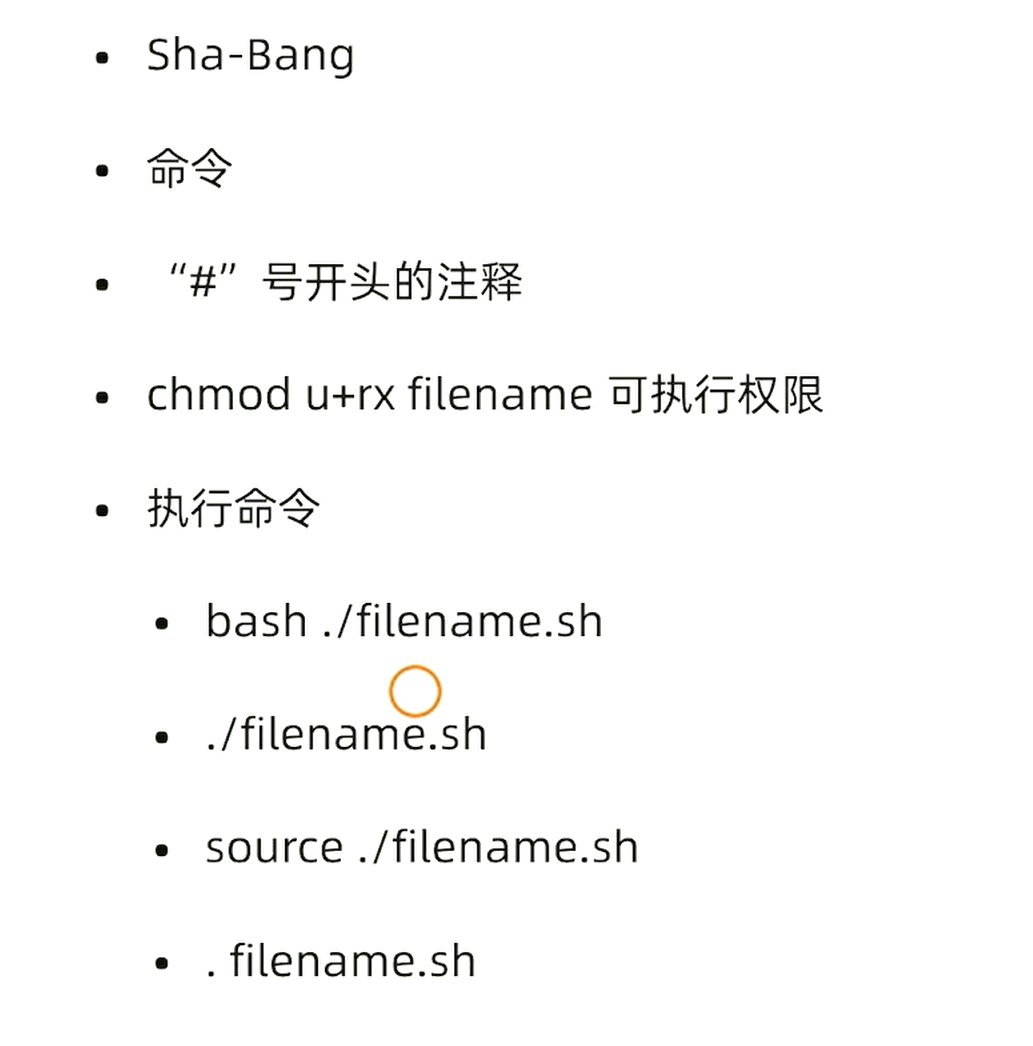 Sha-Bang
命令
“#”号开头的注释
chmod u+rx filename 可执行权限
执行命令
bash ./filename.sh
./filename.sh
source ./filename.sh
. filename.sh